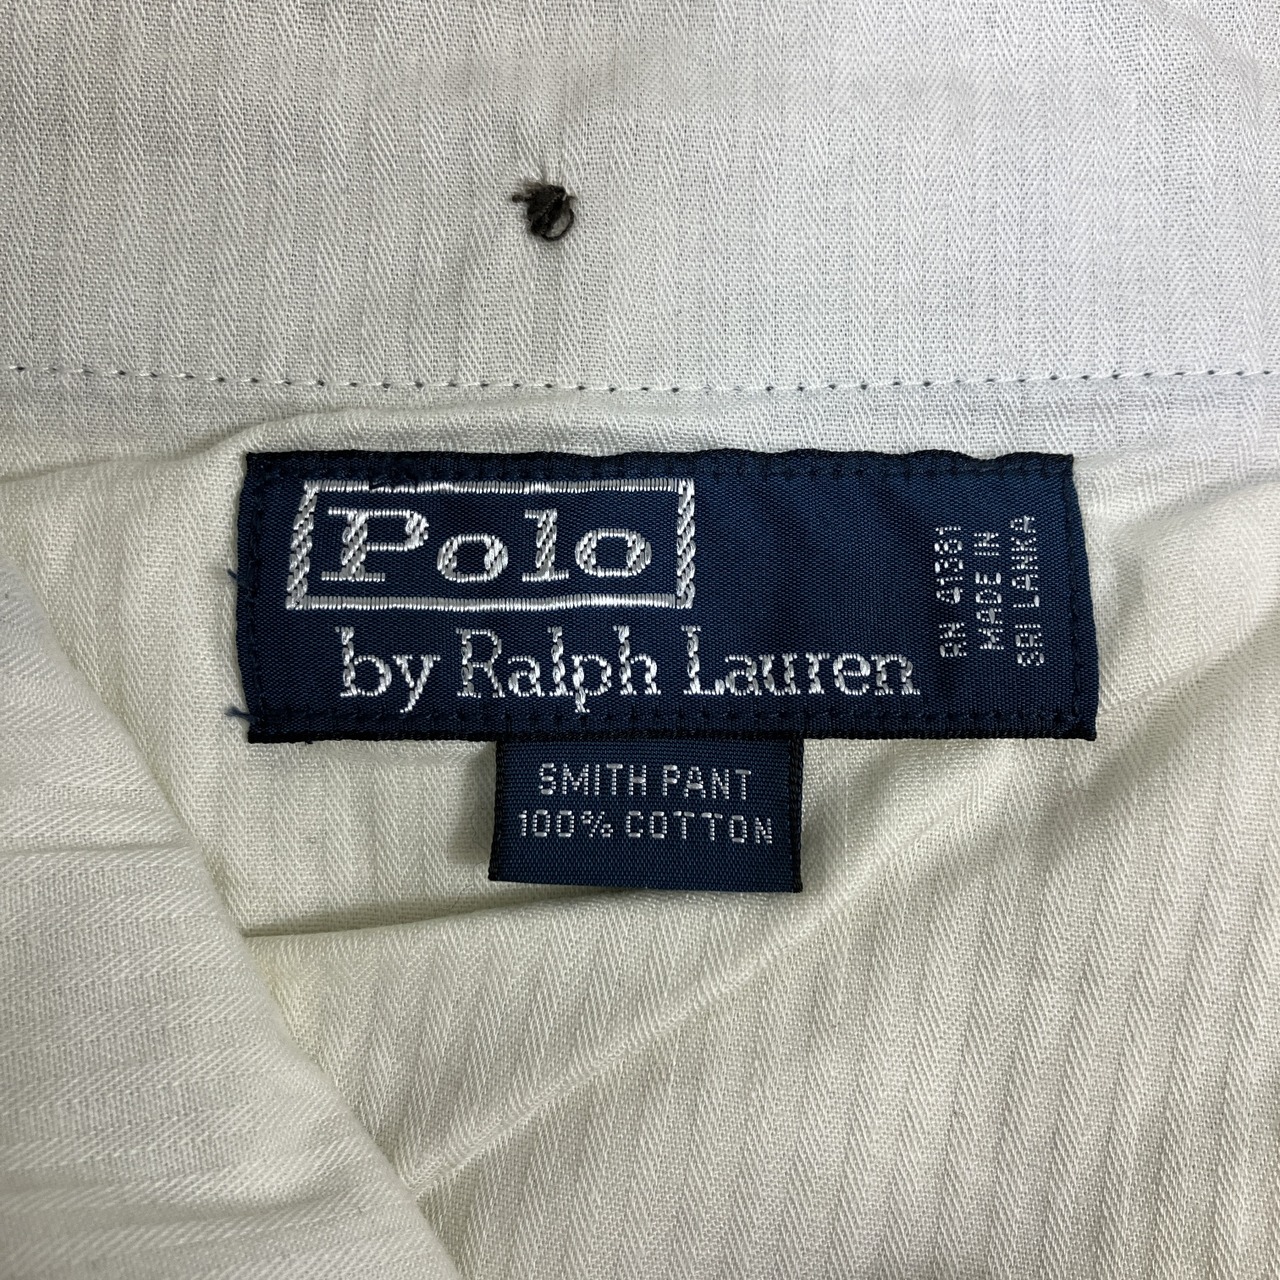 Polo
by Ralph Lauren
RN 41381
MADE IN
SRI LANKA
SMITH PANT
100% COTTON